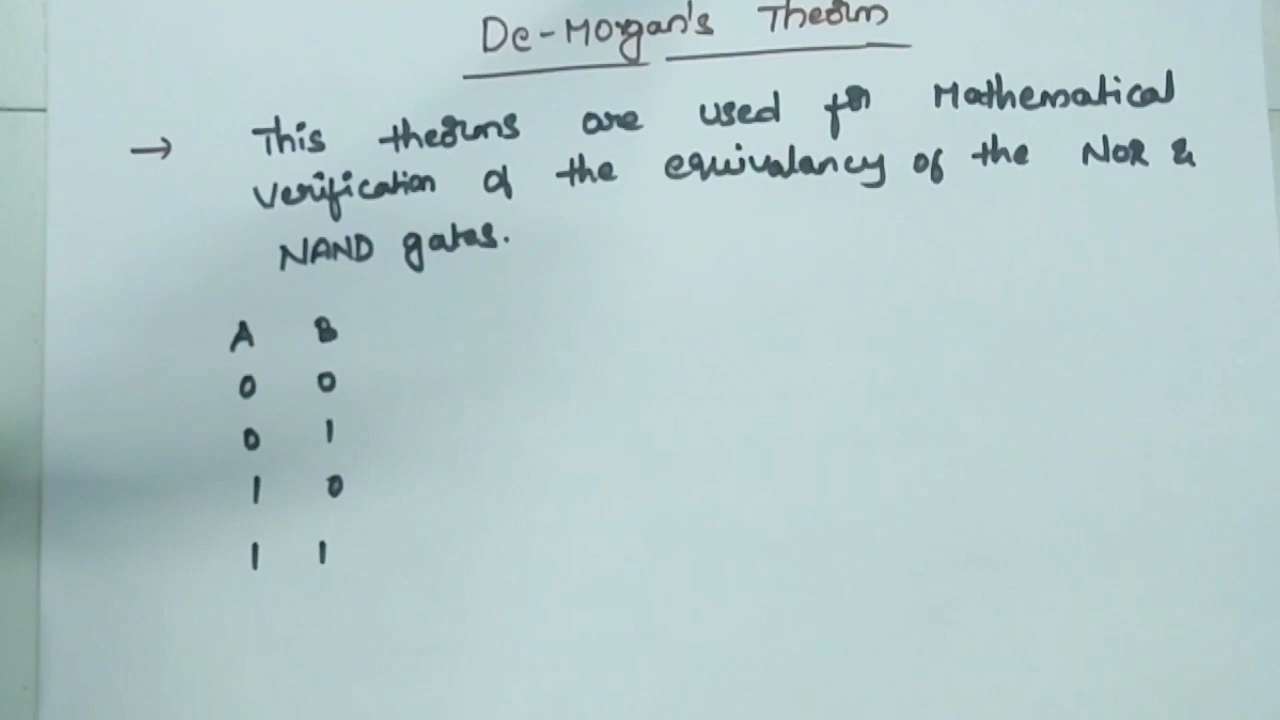 De-Morgan's Theorm
→ This theorms are used for Mathematical
verification of the equivalancy of the NOR &
NAND gates.
A B
0 0
0 1
1 0
1 1